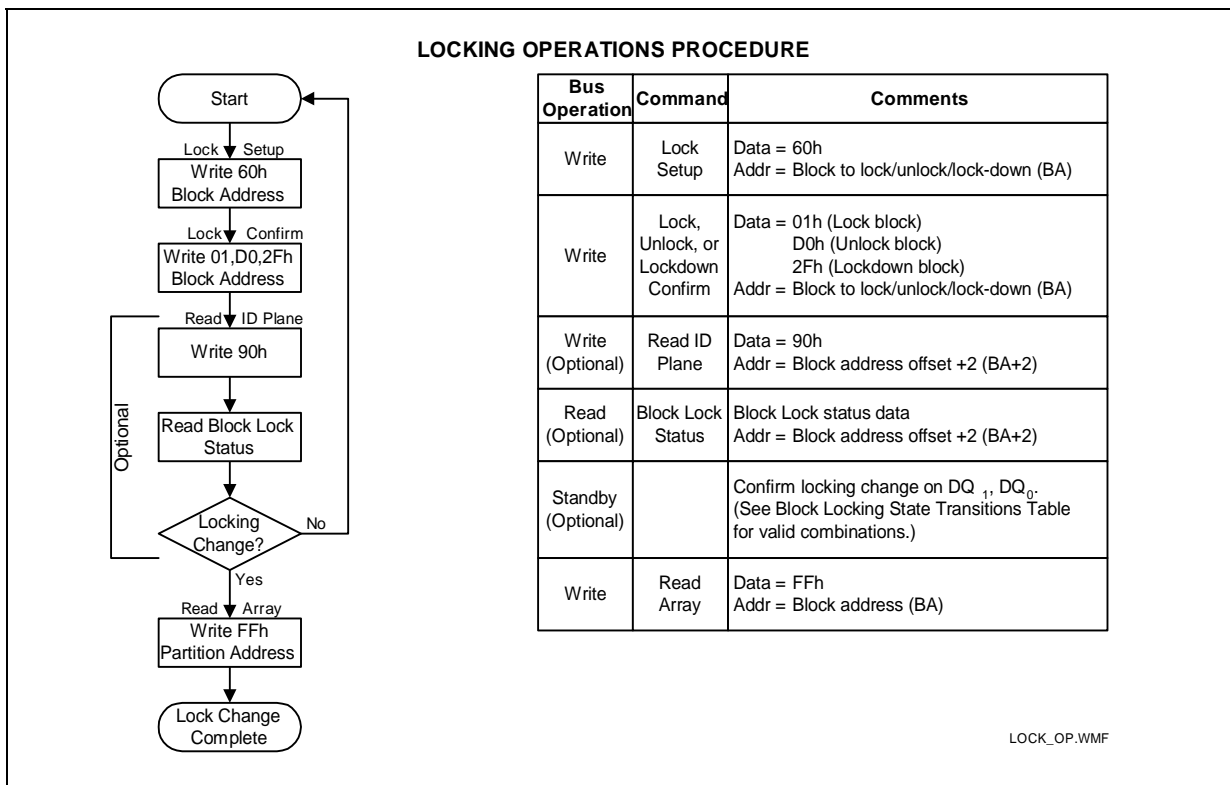 LOCKING OPERATIONS PROCEDURE
Start
Lock Setup
Write 60h
Block Address
Lock Confirm
Write 01,D0,2Fh
Block Address
Read ID Plane
Write 90h
Optional
Read Block Lock
Status
Locking
Change?
No
Yes
Read Array
Write FFh
Partition Address
Lock Change
Complete
Bus
Operation
Command
Comments
Write
Lock
Setup
Data = 60h
Addr = Block to lock/unlock/lock-down (BA)
Write
Lock,
Unlock, or
Lockdown
Confirm
Data = 01h (Lock block)
D0h (Unlock block)
2Fh (Lockdown block)
Addr = Block to lock/unlock/lock-down (BA)
Write
(Optional)
Read ID
Plane
Data = 90h
Addr = Block address offset +2 (BA+2)
Read
(Optional)
Block Lock
Status
Block Lock status data
Addr = Block address offset +2 (BA+2)
Standby
(Optional)
Confirm locking change on DQ 1, DQ0.
(See Block Locking State Transitions Table
for valid combinations.)
Write
Read
Array
Data = FFh
Addr = Block address (BA)
LOCK_OP.WMF